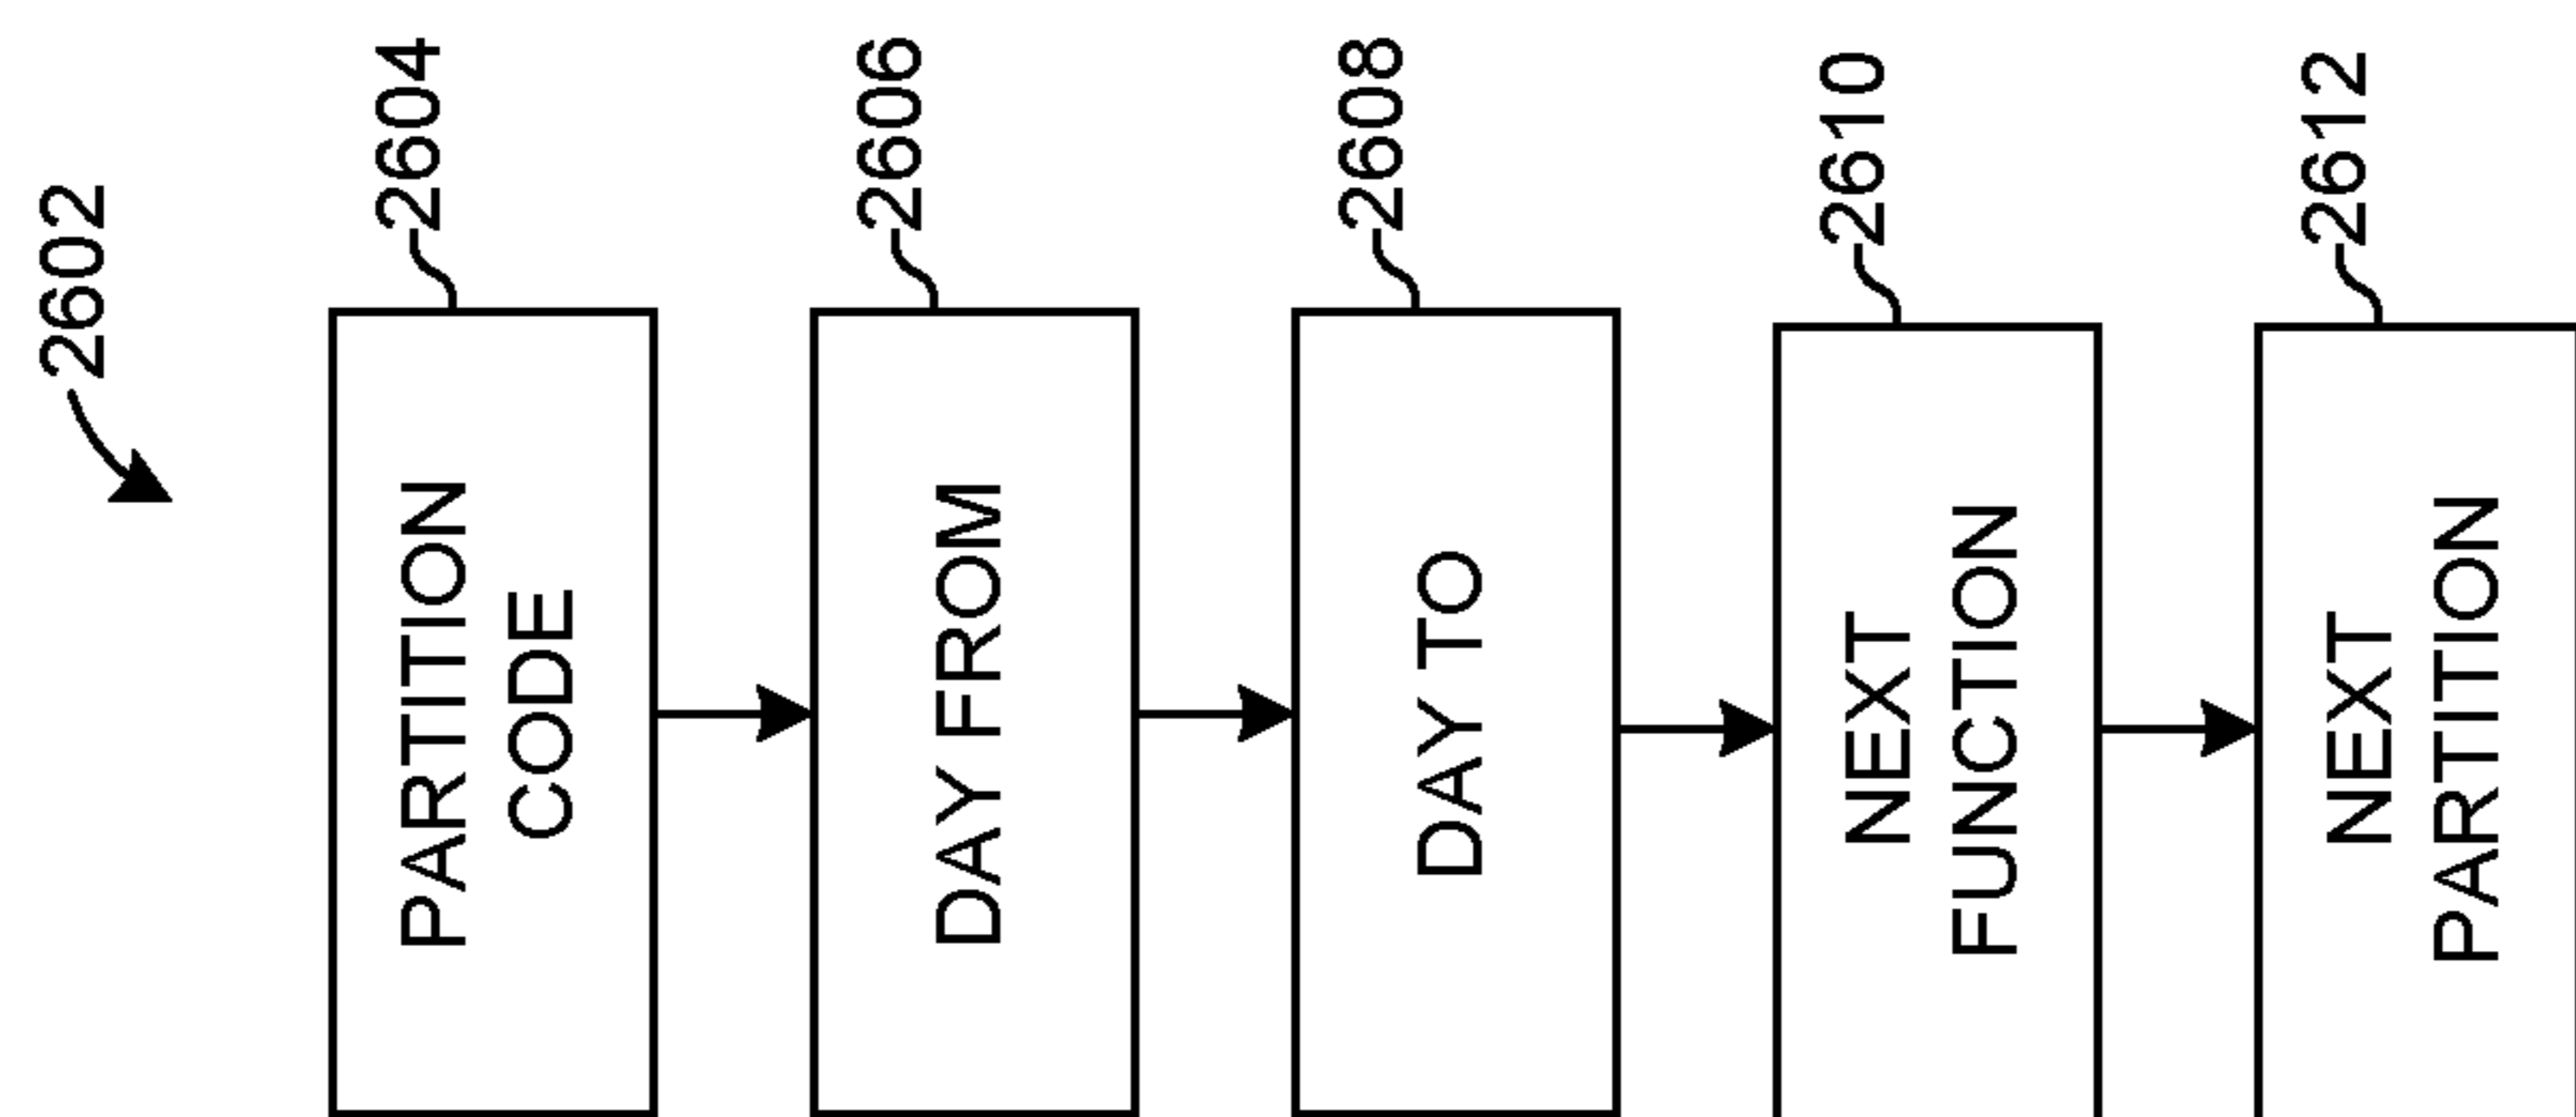 2602
PARTITION
CODE
2604
DAY FROM
2606
DAY TO
2608
NEXT
FUNCTION
2610
NEXT
PARTITION
2612